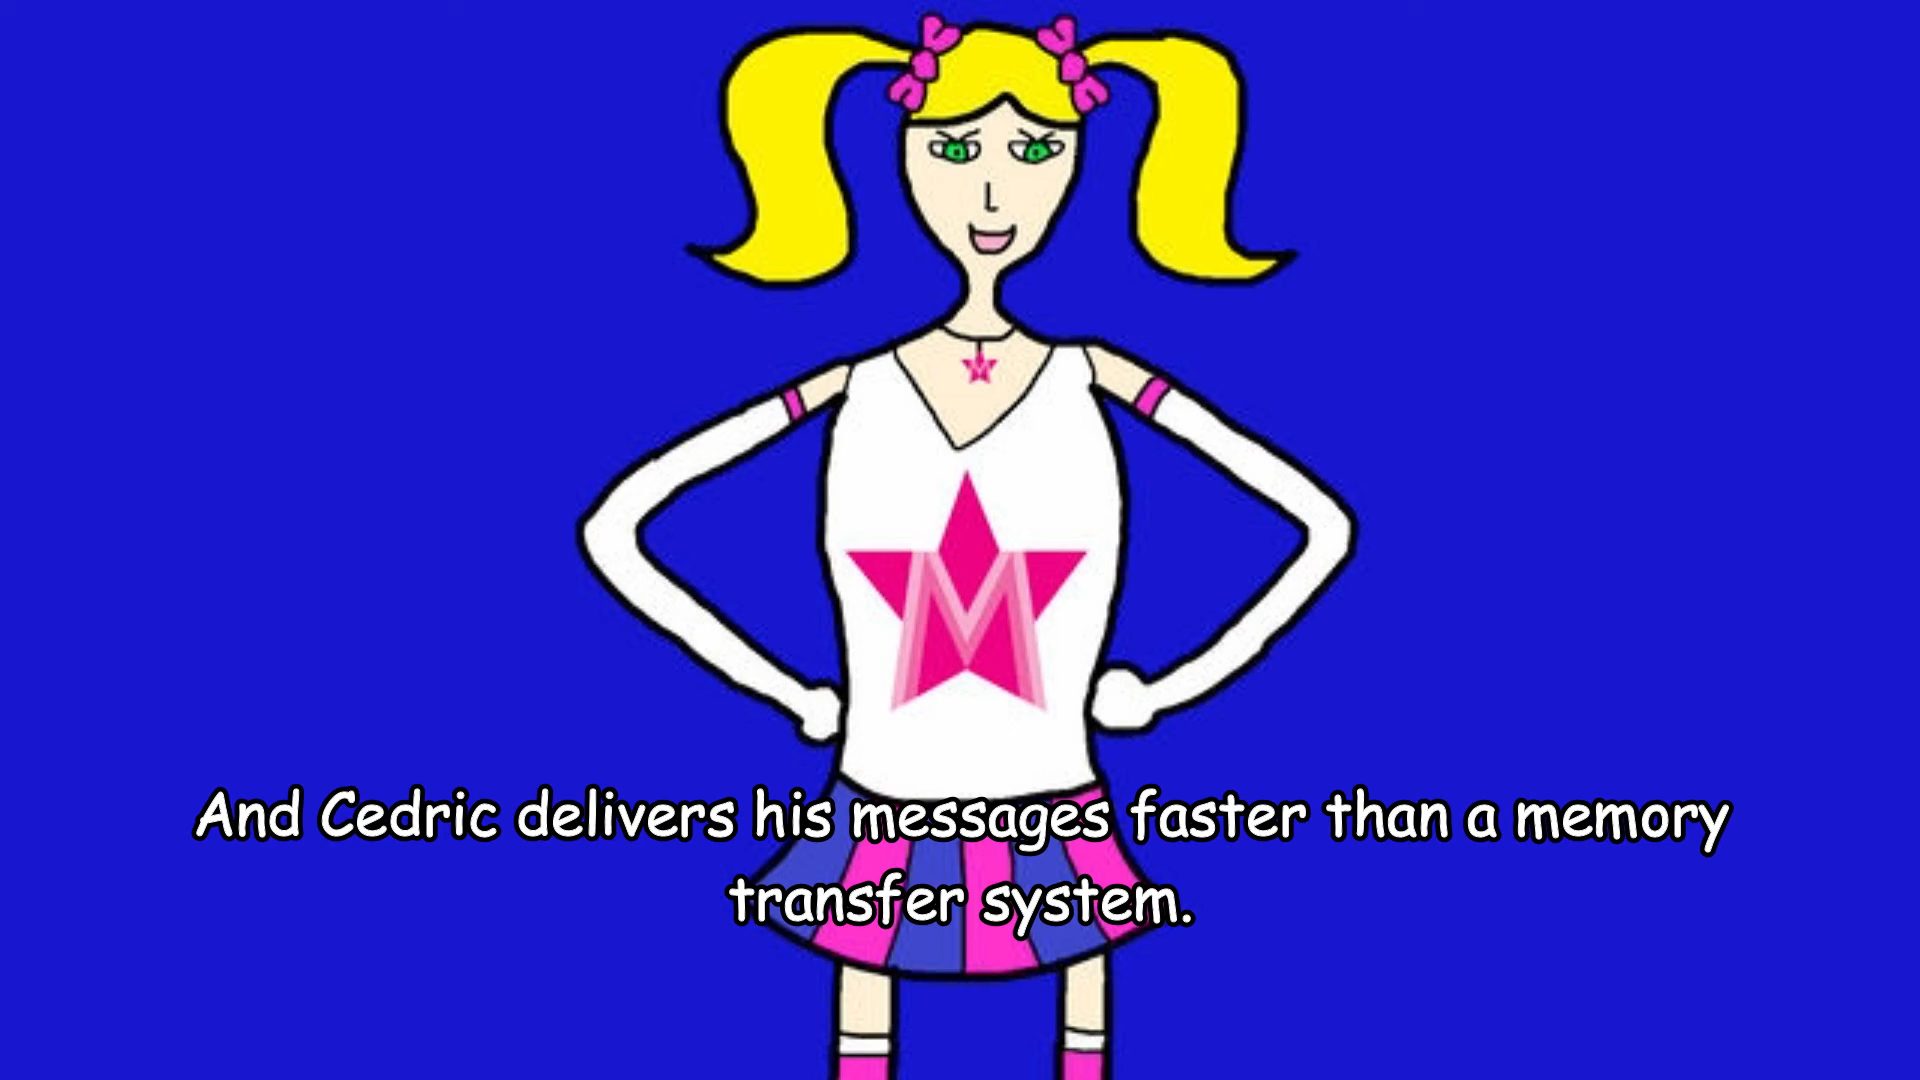 M
M
And Cedric delivers his messages faster than a memory
transfer system.